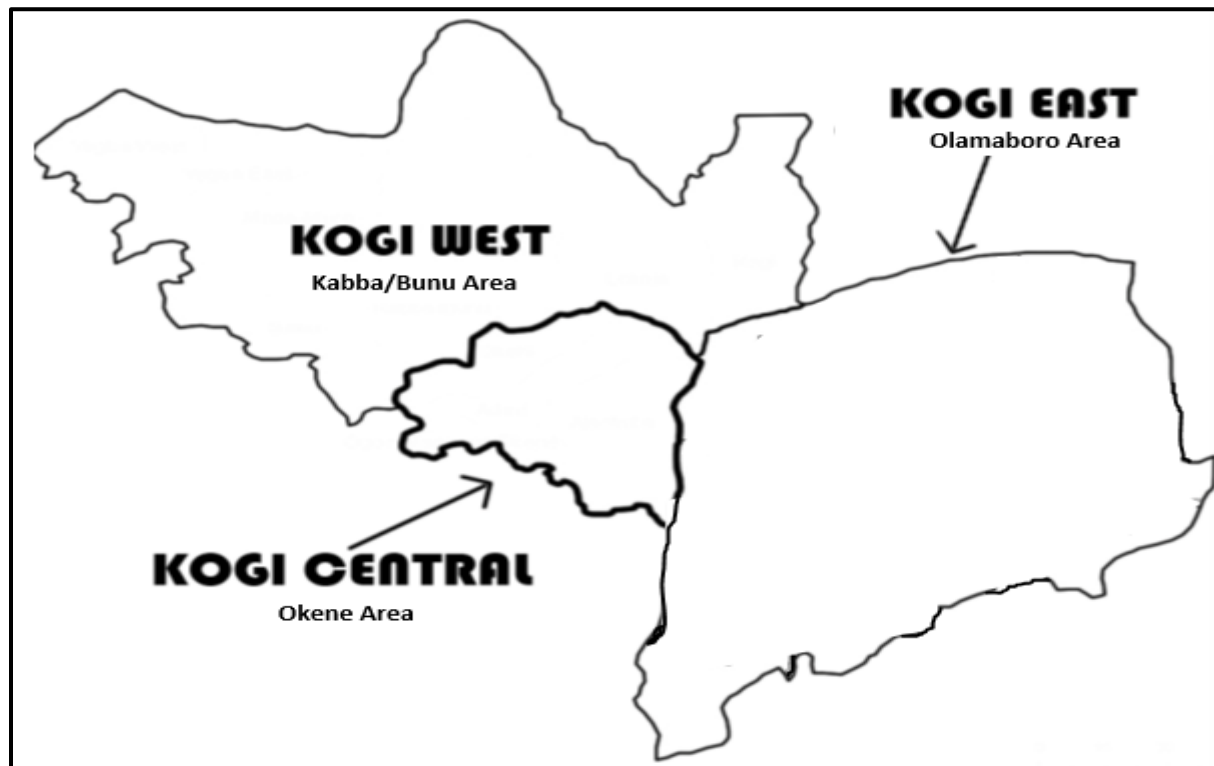 KOGI EAST
Olamaboro Area
KOGI WEST
Kabba/Bunu Area
KOGI CENTRAL
Okene Area